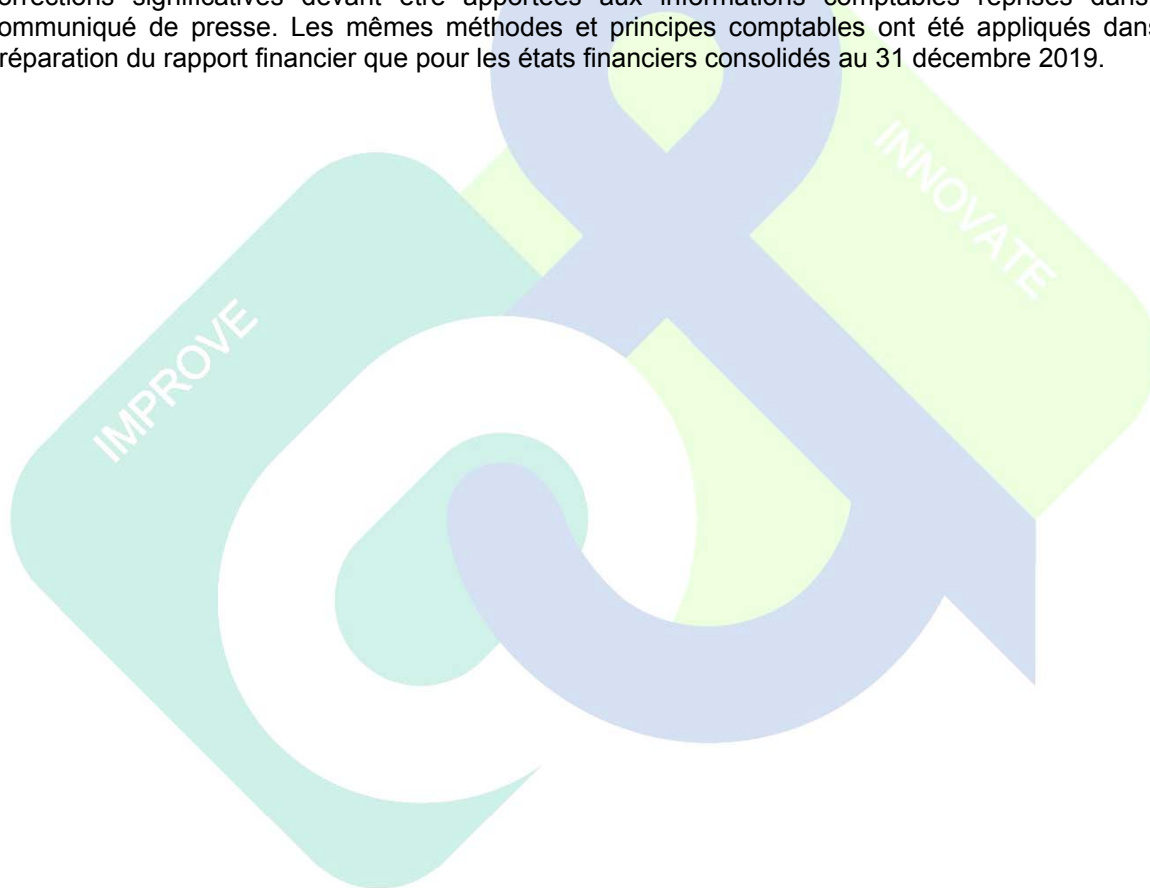 orrections significatives devant être apportées aux informations comptables reprises dans
ommuniqué de presse. Les mêmes méthodes et principes comptables ont été appliqués dans
réparation du rapport financier que pour les états financiers consolidés au 31 décembre 2019.
INNOVATE
IMPROVE